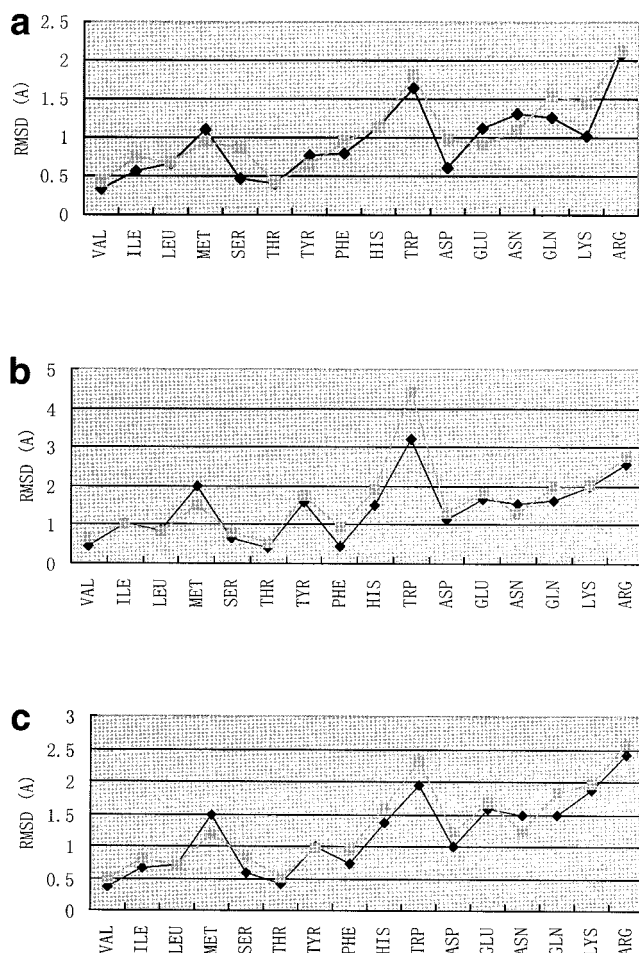 a
RMSD (A)
2.5
2
1.5
1
0.5
0
VAL ILE LEU MET SER THR TYR PHE HIS TRP ASP GLU ASN GLN LYS ARG
b
RMSD (A)
5
4
3
2
1
0
VAL ILE LEU MET SER THR TYR PHE HIS TRP ASP GLU ASN GLN LYS ARG
c
RMSD (A)
3
2.5
2
1.5
1
0.5
0
VAL ILE LEU MET SER THR TYR PHE HIS TRP ASP GLU ASN GLN LYS ARG